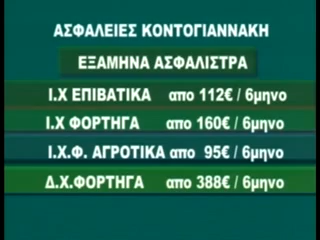 ΑΣΦΑΛΕΙΕΣ ΚΟΝΤΟΓΙΑΝΝΑΚΗ
ΕΞΑΜΗΝΑ ΑΣΦΑΛΙΣΤΡΑ
Ι.Χ ΕΠΙΒΑΤΙΚΑ απο 112€ / 6μηνο
Ι.Χ ΦΟΡΤΗΓΑ απο 160€ / 6μηνο
Ι.Χ.Φ. ΑΓΡΟΤΙΚΑ απο 95€ / 6μηνο
Δ.Χ.ΦΟΡΤΗΓΑ απο 388€ / 6μηνο